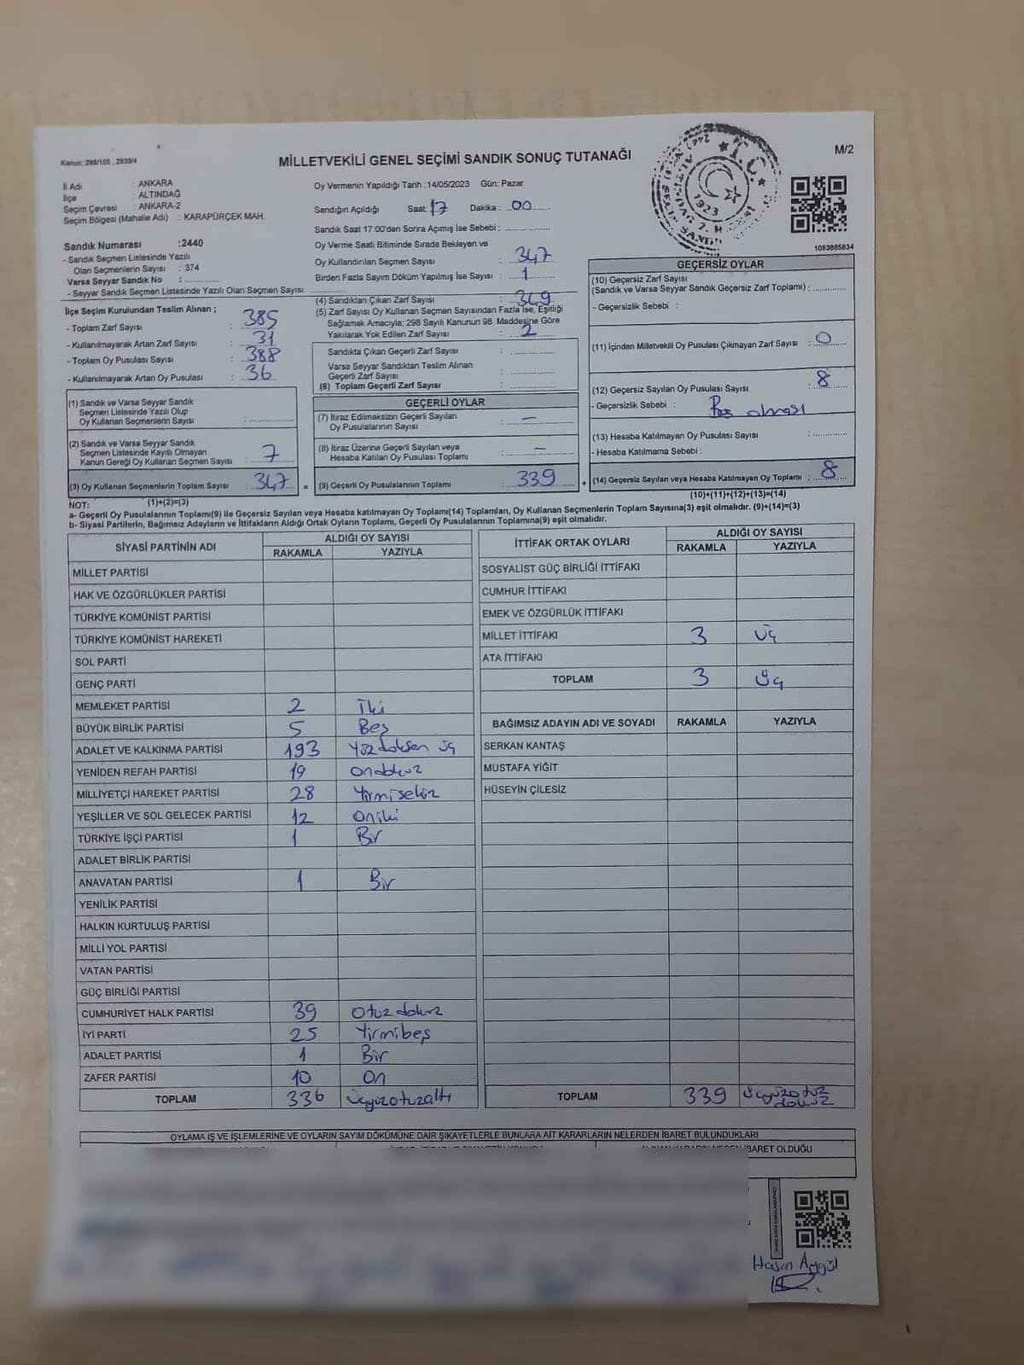 Kanun: 298/105 , 2839/4
MİLLETVEKİLİ GENEL SEÇİMİ SANDIK SONUÇ TUTANAĞI
M/2
İl Adı : ANKARA
İlçe : ALTINDAĞ
Seçim Çevresi : ANKARA-2
Seçim Bölgesi (Mahalle Adı) : KARAPÜRÇEK MAH.
Sandık Numarası :2440
- Sandık Seçmen Listesinde Yazılı
Olan Seçmenlerin Sayısı : 374
Varsa Seyyar Sandık No :
- Seyyar Sandık Seçmen Listesinde Yazılı Olan Seçmen Sayısı :
Oy Vermenin Yapıldığı Tarih :14/05/2023 Gün: Pazar
Sandığın Açıldığı Saat: 17 Dakika : 00
Sandık Saat 17:00'dan Sonra Açılmış İse Sebebi :
Oy Verme Saati Bitiminde Sırada Bekleyen ve
Oy Kullandırılan Seçmen Sayısı : 347
Birden Fazla Sayım Döküm Yapılmış İse Sayısı : 1
T.C.
1923
1083865834
İlçe Seçim Kurulundan Teslim Alınan ;
- Toplam Zarf Sayısı : 385
- Kullanılmayarak Artan Zarf Sayısı : 31
- Toplam Oy Pusulası Sayısı : 388
- Kullanılmayarak Artan Oy Pusulası : 36
(1) Sandık ve Varsa Seyyar Sandık
Seçmen Listesinde Yazılı Olup
Oy Kullanan Seçmenlerin Sayısı :
(2) Sandık ve Varsa Seyyar Sandık
Seçmen Listesinde Kayıtlı Olmayan
Kanun Gereği Oy Kullanan Seçmen Sayısı : 7
(3) Oy Kullanan Seçmenlerin Toplam Sayısı : 347
(4) Sandıktan Çıkan Zarf Sayısı : 349
(5) Zarf Sayısı Oy Kullanan Seçmen Sayısından Fazla İse, Eşitliği
Sağlamak Amacıyla; 298 Sayılı Kanunun 98. Maddesine Göre
Yakılarak Yok Edilen Zarf Sayısı : 2
Sandıkta Çıkan Geçerli Zarf Sayısı :
Varsa Seyyar Sandıktan Teslim Alınan
Geçerli Zarf Sayısı :
(6) Toplam Geçerli Zarf Sayısı :
GEÇERLİ OYLAR
(7) İtiraz Edilmeksizin Geçerli Sayılan
Oy Pusulalarının Sayısı : —
(8) İtiraz Üzerine Geçerli Sayılan veya
Hesaba Katılan Oy Pusulası Toplamı : —
= (9) Geçerli Oy Pusulalarının Toplamı : 339
GEÇERSİZ OYLAR
(10) Geçersiz Zarf Sayısı
(Sandık ve Varsa Seyyar Sandık Geçersiz Zarf Toplamı) :
- Geçersizlik Sebebi :
(11) İçinden Milletvekili Oy Pusulası Çıkmayan Zarf Sayısı : 0
(12) Geçersiz Sayılan Oy Pusulası Sayısı : 8
- Geçersizlik Sebebi : Boş olması
(13) Hesaba Katılmayan Oy Pusulası Sayısı :
- Hesaba Katılmama Sebebi :
+ (14) Geçersiz Sayılan veya Hesaba Katılmayan Oy Toplamı : 8
NOT: (1)+(2)=(3)
(10)+(11)+(12)+(13)=(14)
a- Geçerli Oy Pusulalarının Toplamı(9) ile Geçersiz Sayılan veya Hesaba katılmayan Oy Toplam(14) Toplamları, Oy Kullanan Seçmenlerin Toplam Sayısına(3) eşit olmalıdır. (9)+(14)=(3)
b- Siyasi Partilerin, Bağımsız Adayların ve İttifakların Aldığı Ortak Oyların Toplamı, Geçerli Oy Pusulalarının Toplamına(9) eşit olmalıdır.
SİYASİ PARTİNİN ADI ALDIĞI OY SAYISI
RAKAMLA YAZIYLA
MİLLET PARTİSİ
HAK VE ÖZGÜRLÜKLER PARTİSİ
TÜRKİYE KOMÜNİST PARTİSİ
TÜRKİYE KOMÜNİST HAREKETİ
SOL PARTİ
GENÇ PARTİ
MEMLEKET PARTİSİ 2 İki
BÜYÜK BİRLİK PARTİSİ 5 Beş
ADALET VE KALKINMA PARTİSİ 193 Yüz doksan üç
YENİDEN REFAH PARTİSİ 19 Ondokuz
MİLLİYETÇİ HAREKET PARTİSİ 28 Yirmisekiz
YEŞİLLER VE SOL GELECEK PARTİSİ 12 Oniki
TÜRKİYE İŞÇİ PARTİSİ 1 Bir
ADALET BİRLİK PARTİSİ
ANAVATAN PARTİSİ 1 Bir
YENİLİK PARTİSİ
HALKIN KURTULUŞ PARTİSİ
MİLLİ YOL PARTİSİ
VATAN PARTİSİ
GÜÇ BİRLİĞİ PARTİSİ
CUMHURİYET HALK PARTİSİ 39 Otuz dokuz
İYİ PARTİ 25 Yirmibeş
ADALET PARTİSİ 1 Bir
ZAFER PARTİSİ 10 On
TOPLAM 336 Üçyüzotuzaltı
İTTİFAK ORTAK OYLARI ALDIĞI OY SAYISI
RAKAMLA YAZIYLA
SOSYALİST GÜÇ BİRLİĞİ İTTİFAKI
CUMHUR İTTİFAKI
EMEK VE ÖZGÜRLÜK İTTİFAKI
MİLLET İTTİFAKI 3 Üç
ATA İTTİFAKI
TOPLAM 3 Üç
BAĞIMSIZ ADAYIN ADI VE SOYADI RAKAMLA YAZIYLA
SERKAN KANTAŞ
MUSTAFA YİĞİT
HÜSEYİN ÇİLESİZ
TOPLAM 339 Üçyüzotuz
dokuz
OYLAMA İŞ VE İŞLEMLERİNE VE OYLARIN SAYIM DÖKÜMÜNE DAİR ŞİKAYETLERLE BUNLARA AİT KARARLARIN NELERDEN İBARET BULUNDUKLARI
İBARET OLDUĞU
Hasan Aygül